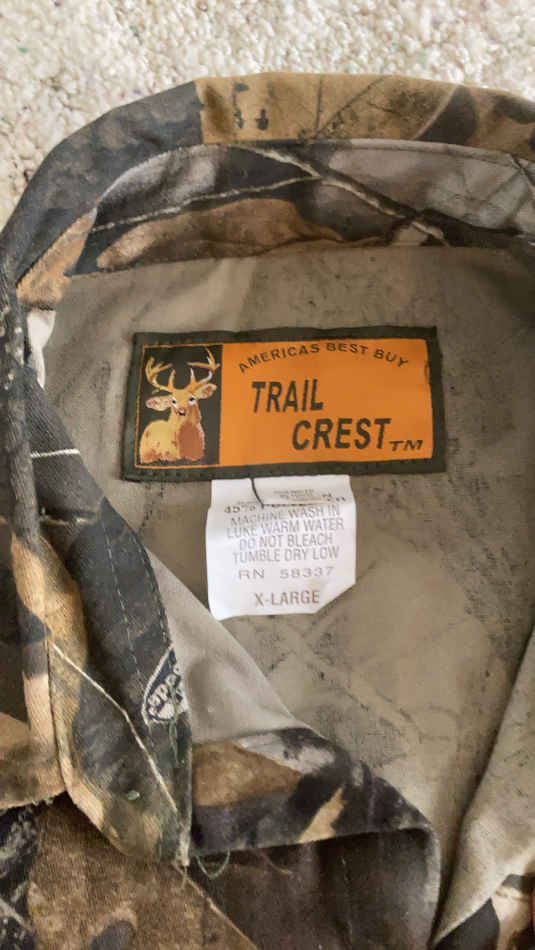 AMERICAS BEST BUY
TRAIL
CREST TM
45%
MACHINE WASH IN
LUKE WARM WATER
DO NOT BLEACH
TUMBLE DRY LOW
RN 58337
X-LARGE